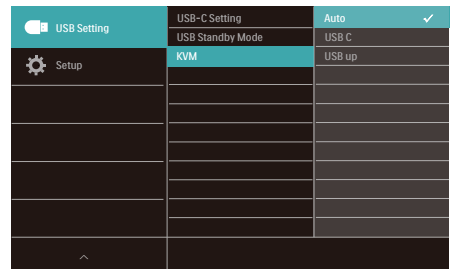 USB Setting
Setup
USB-C Setting
USB Standby Mode
KVM
Auto
USB C
USB up